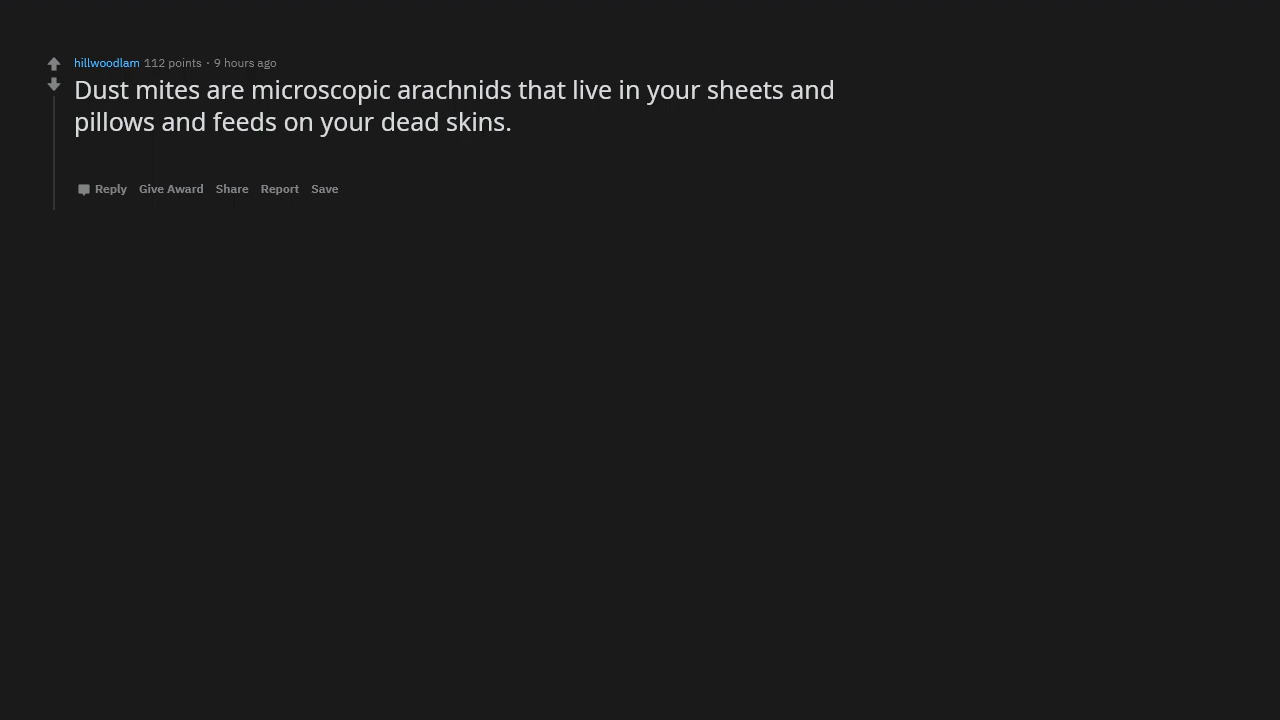 hillwoodlam 112 points · 9 hours ago
Dust mites are microscopic arachnids that live in your sheets and
pillows and feeds on your dead skins.
Reply Give Award Share Report Save